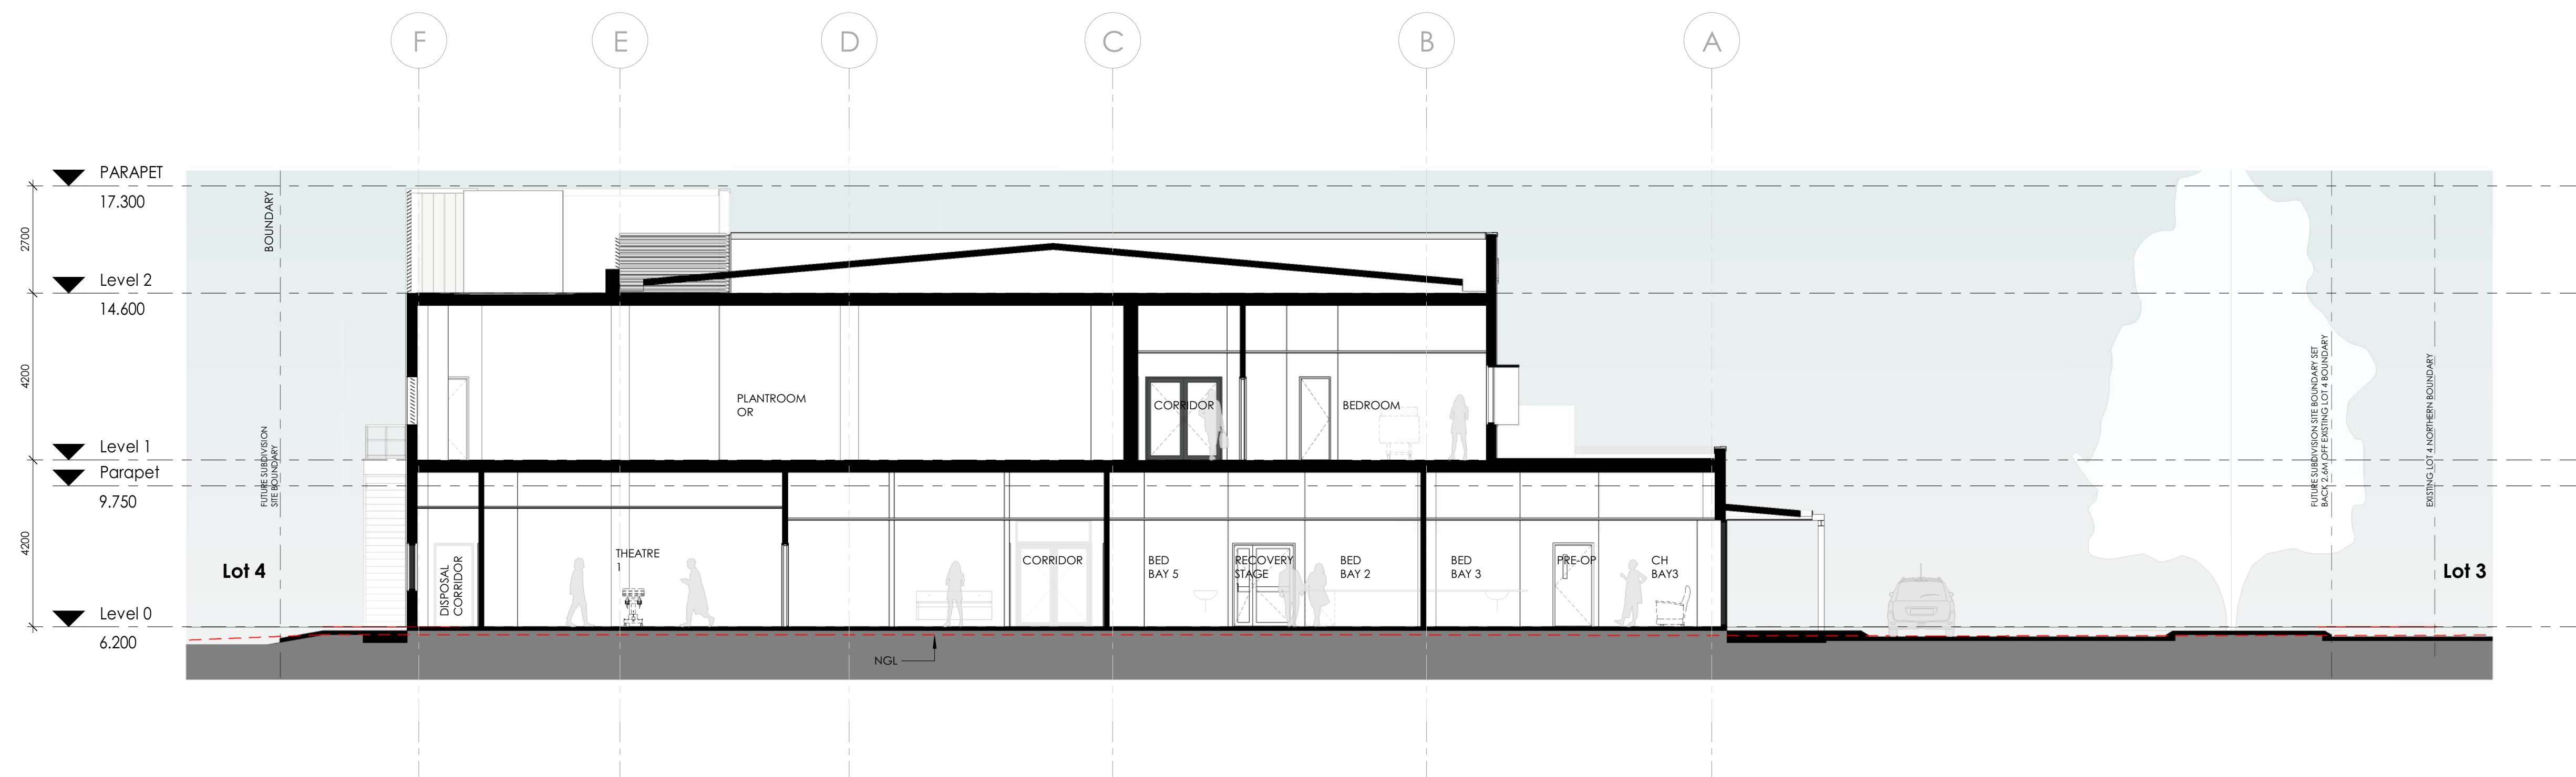 F
E
D
C
B
A
PARAPET
17.300
2700
BOUNDARY
Level 2
14.600
4200
Level 1
Parapet
9.750
4200
Level 0
6.200
FUTURE SUBDIVISION
SITE BOUNDARY
Lot 4
PLANTROOM
OR
CORRIDOR
BEDROOM
DISPOSAL
CORRIDOR
THEATRE
1
CORRIDOR
BED
BAY 5
RECOVERY
STAGE
BED
BAY 2
BED
BAY 3
PRE-OP
CH
BAY3
NGL
FUTURE SUBDIVISION SITE BOUNDARY SET
BACK 2.6M OFF EXISTING LOT 4 BOUNDARY
EXISTING LOT 4 NORTHERN BOUNDARY
Lot 3